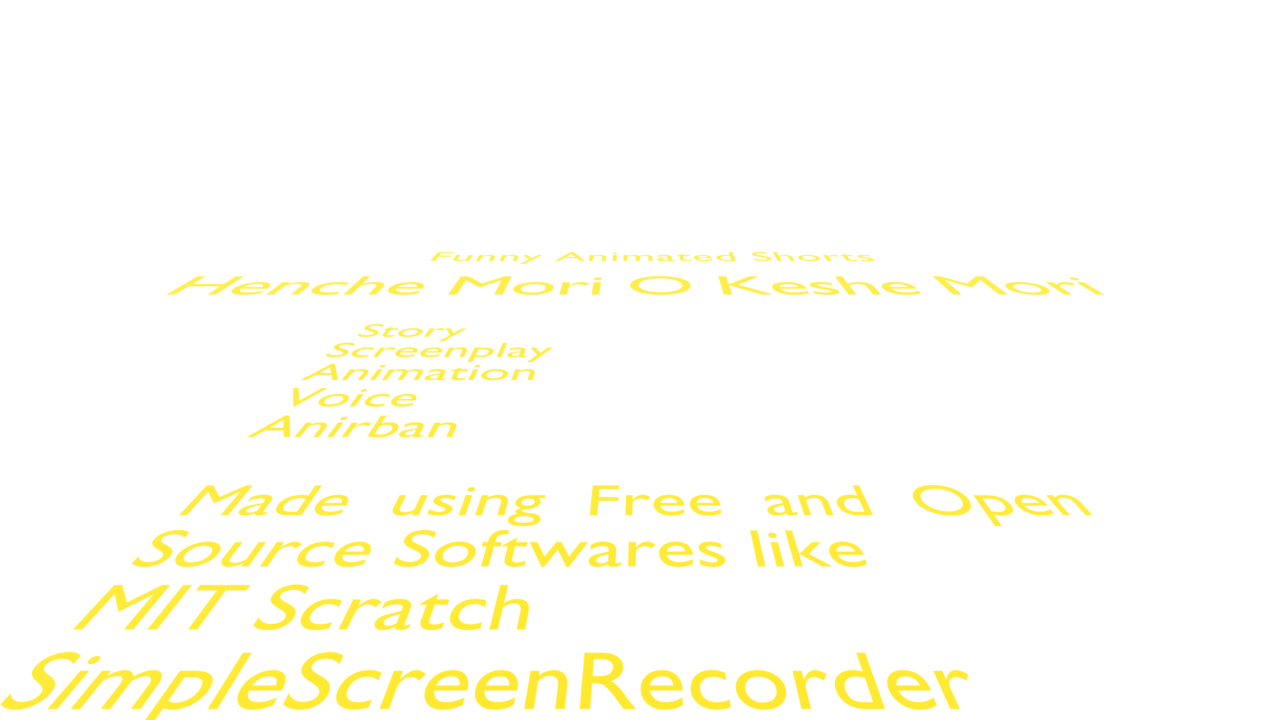 Funny Animated Shorts
Henche Mori O Keshe Mori
Story
Screenplay
Animation
Voice
Anirban
Made using Free and Open
Source Softwares like
MIT Scratch
SimpleScreenRecorder